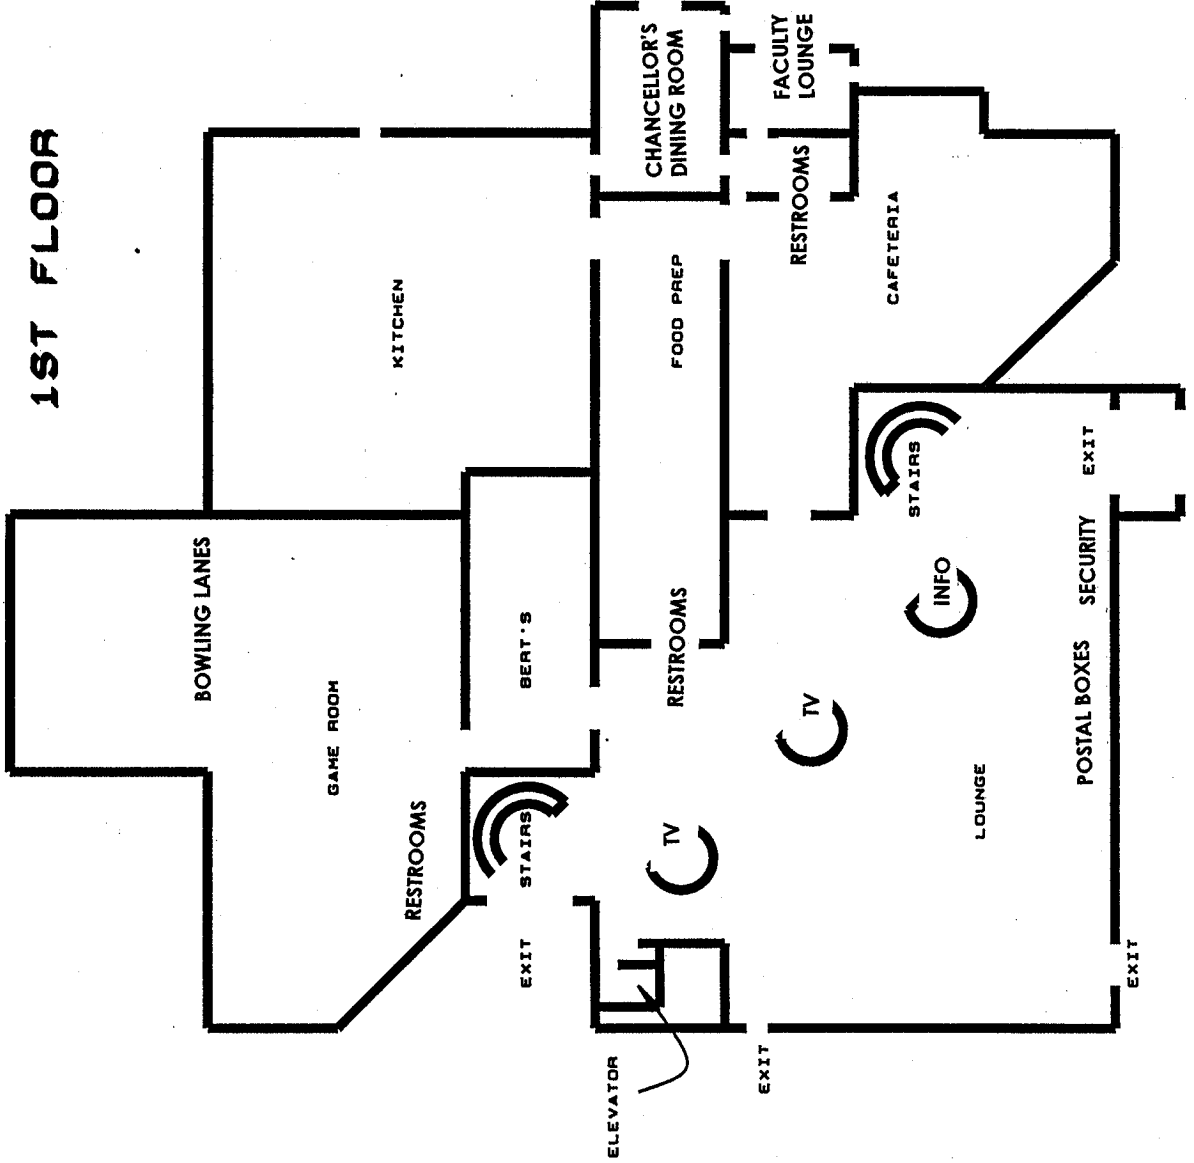 1ST FLOOR
BOWLING LANES
GAME ROOM
KITCHEN
RESTROOMS
BERT'S
STAIRS
EXIT
CHANCELLOR'S
DINING ROOM
FOOD PREP
RESTROOMS
TV
ELEVATOR
FACULTY
LOUNGE
RESTROOMS
TV
EXIT
CAFETERIA
STAIRS
INFO
LOUNGE
EXIT
SECURITY
POSTAL BOXES
EXIT